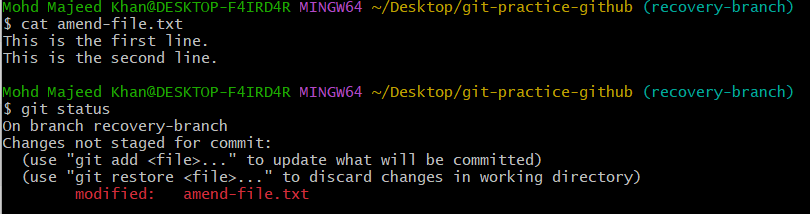 Mohd Majeed Khan@DESKTOP-F4IRD4R MINGW64 ~/Desktop/git-practice-github (recovery-branch)
$ cat amend-file.txt
This is the first line.
This is the second line.
Mohd Majeed Khan@DESKTOP-F4IRD4R MINGW64 ~/Desktop/git-practice-github (recovery-branch)
$ git status
On branch recovery-branch
Changes not staged for commit:
  (use "git add <file>..." to update what will be committed)
  (use "git restore <file>..." to discard changes in working directory)
        modified:   amend-file.txt